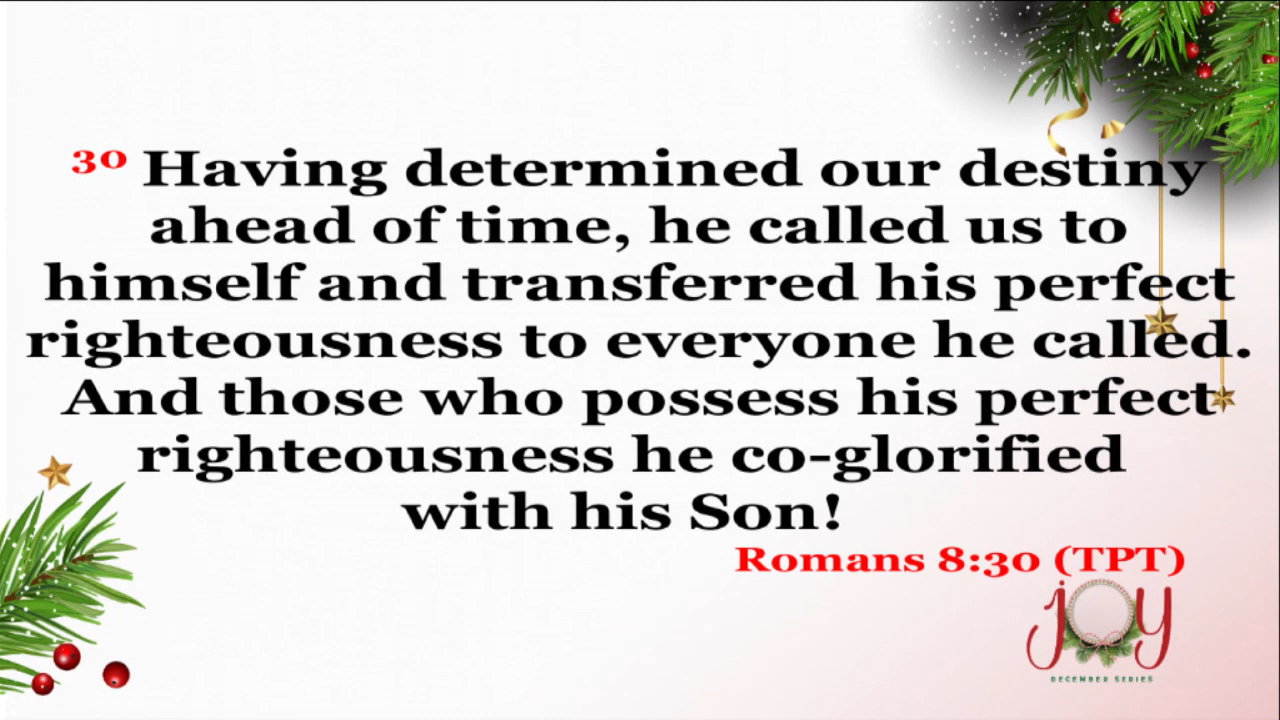 30 Having determined our destiny
ahead of time, he called us to
himself and transferred his perfect
righteousness to everyone he called.
And those who possess his perfect
righteousness he co-glorified
with his Son!
Romans 8:30 (TPT)
jOy
DECEMBER SERIES